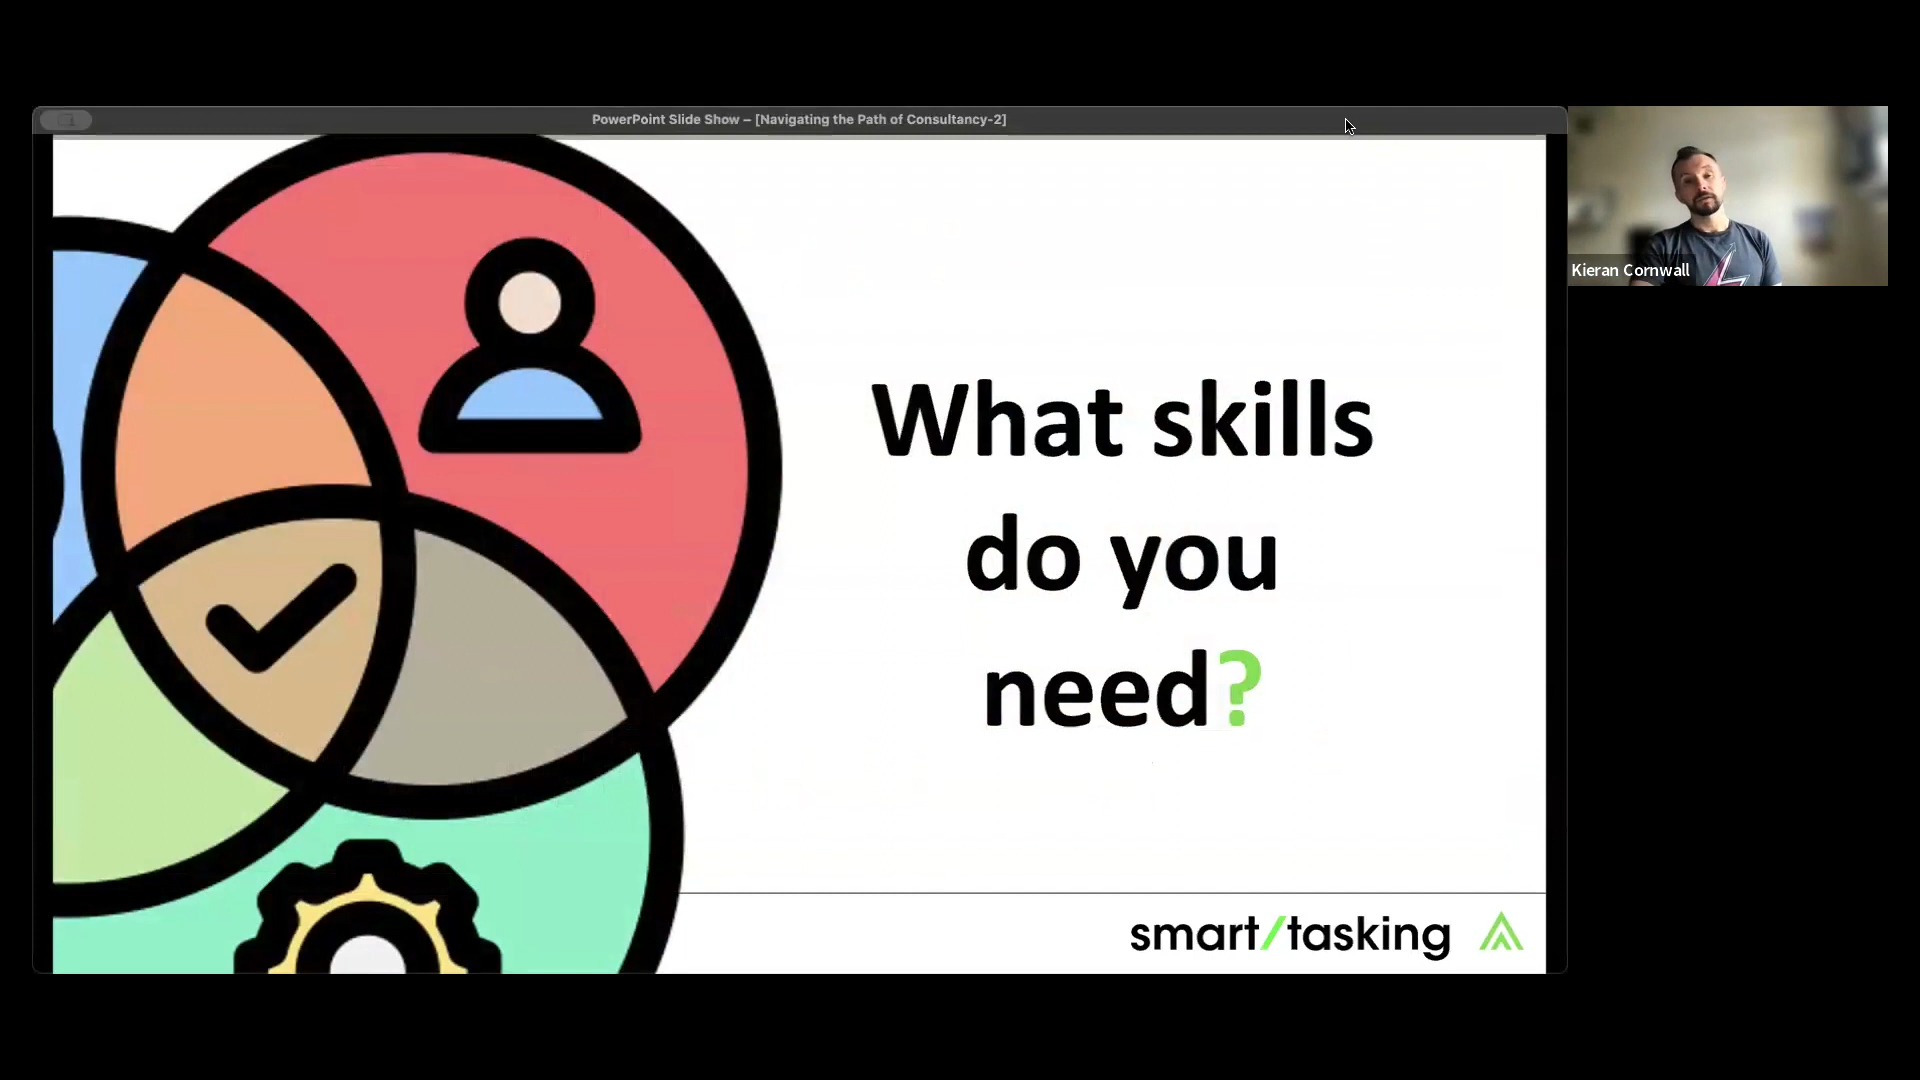 PowerPoint Slide Show – [Navigating the Path of Consultancy-2]
Kieran Cornwall
What skills
do you
need?
smart/tasking